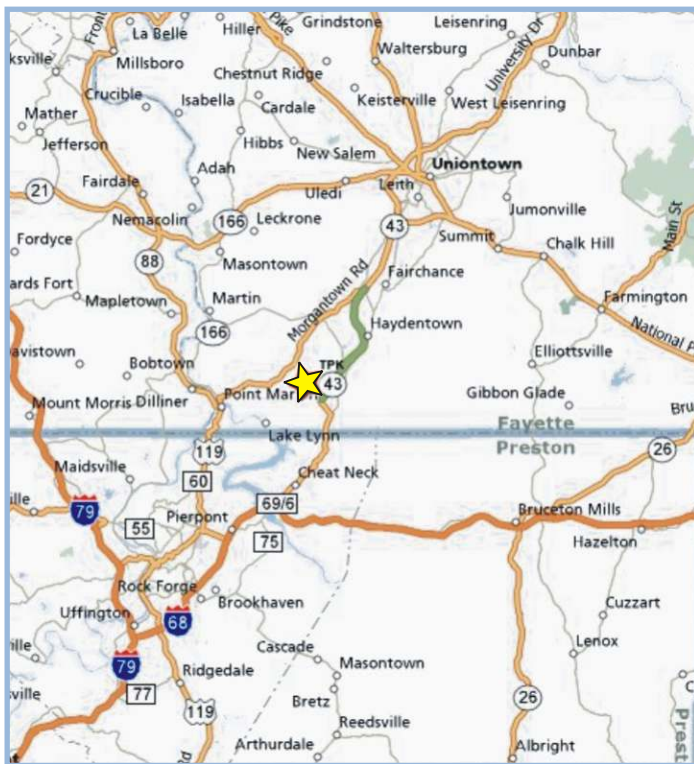 La Belle
Hiller
Pike
Grindstone
Leisenring
University Dr
Front
ksville
Millsboro
Waltersburg
Dunbar
Chestnut Ridge
Crucible
Isabella
Cardale
Keisterville
West Leisenring
Mather
Jefferson
Hibbs
New Salem
Adah
Uniontown
21
Fairdale
Uledi
Leith
Nemacolin
166
Leckrone
43
Jumonville
Main St
Fordyce
88
Masontown
Summit
Chalk Hill
ards Fort
Mapletown
Martin
Morgantown Rd
Fairchance
Farmington
166
Haydentown
National P
avistown
Bobtown
TPK
43
Elliottsville
Mount Morris
Dilliner
Point Mar
Gibbon Glade
Bru
Lake Lynn
Fayette
Preston
119
26
Maidsville
60
Cheat Neck
ille
79
55
Pierpont
69/6
75
Bruceton Mills
Hazelton
Rock Forge
Brookhaven
Uffington
68
Cuzzart
ville
79
77
Ridgedale
Cascade
Masontown
Lenox
sville
119
Bretz
26
C
Reedsville
Prest
Rd
Arthurdale
Albright